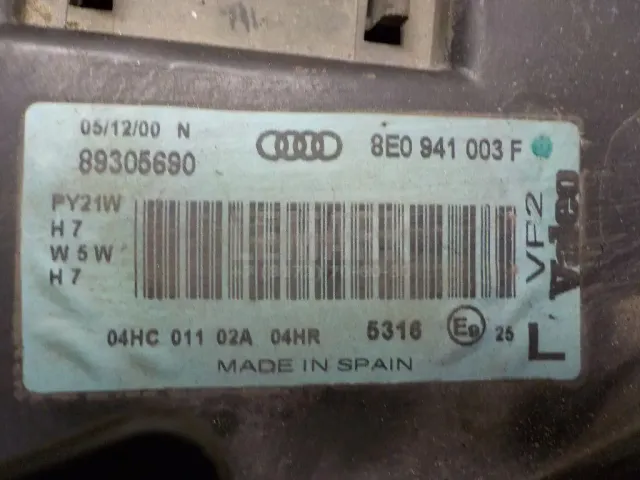 05/12/00 N
89305690
8E0 941 003 F
PY21W
H7
W5W
H7
04HC 011 02A 04HR 5316 E9 25
MADE IN SPAIN
L VP2
Valeo